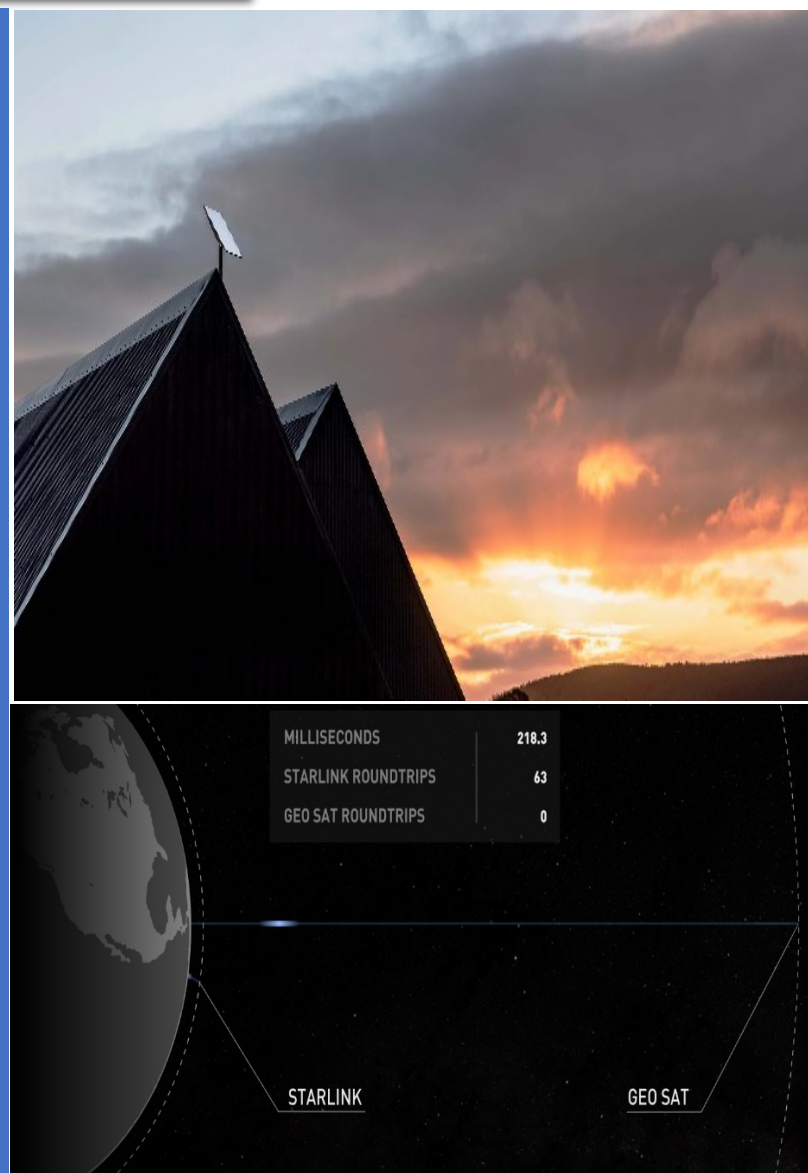 MILLISECONDS 218.3
STARLINK ROUNDTRIPS 63
GEO SAT ROUNDTRIPS 0
STARLINK GEO SAT